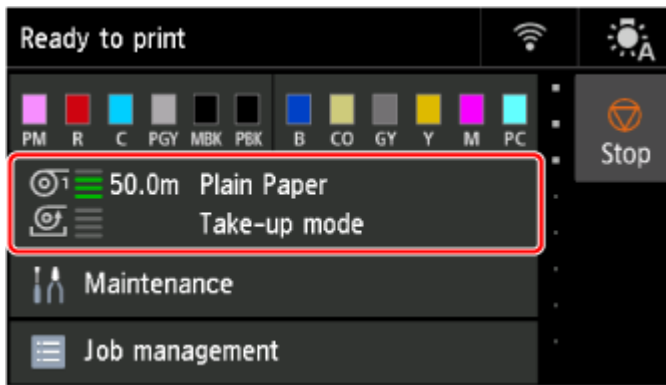 Ready to print
A
PM R C PGY MBK PBK B CO GY Y M PC
Stop
1 50.0m Plain Paper
Take-up mode
Maintenance
Job management